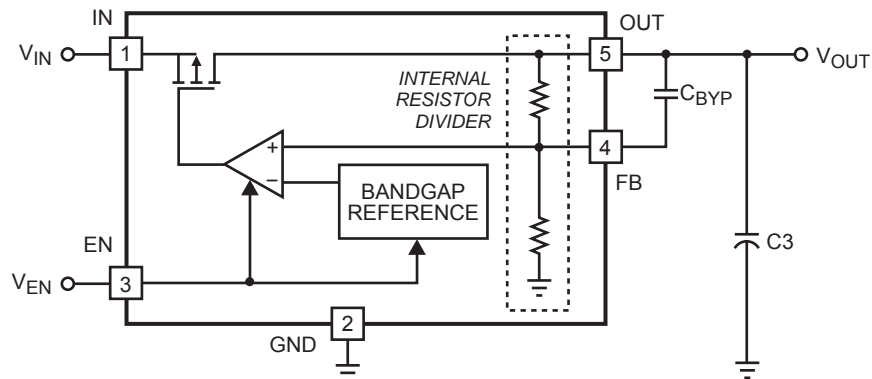 IN
OUT
V_IN
1
5
V_OUT
INTERNAL
RESISTOR
DIVIDER
C_BYP
+
4
−
BANDGAP
REFERENCE
FB
EN
C3
V_EN
3
2
GND